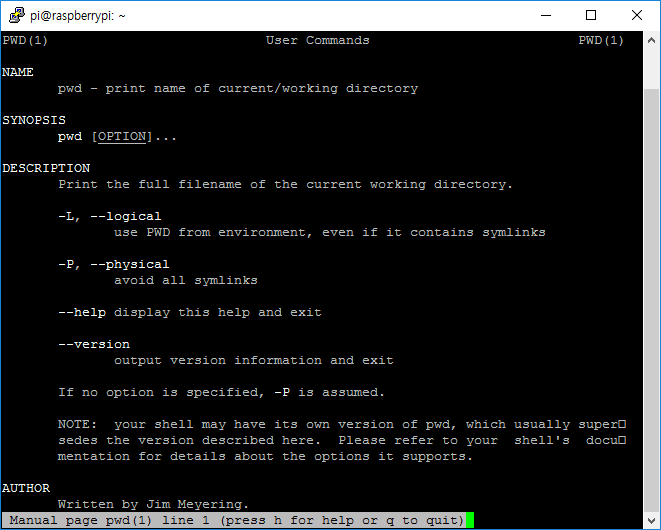 pi@raspberrypi: ~
PWD(1) User Commands PWD(1)
NAME
pwd - print name of current/working directory
SYNOPSIS
pwd [OPTION]...
DESCRIPTION
Print the full filename of the current working directory.
-L, --logical
use PWD from environment, even if it contains symlinks
-P, --physical
avoid all symlinks
--help display this help and exit
--version
output version information and exit
If no option is specified, -P is assumed.
NOTE:  your shell may have its own version of pwd, which usually super□
sedes the version described here.  Please refer to your  shell's  docu□
mentation for details about the options it supports.
AUTHOR
Written by Jim Meyering.
Manual page pwd(1) line 1 (press h for help or q to quit)